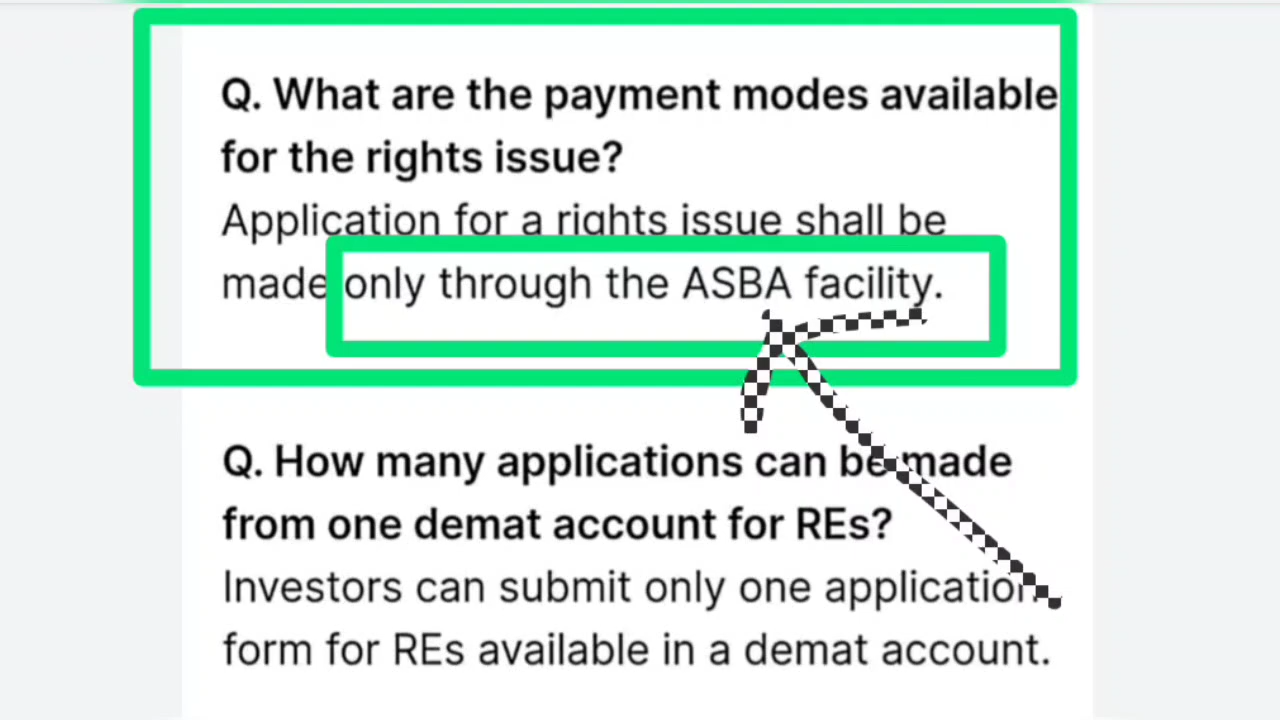 Q. What are the payment modes available
for the rights issue?
Application for a rights issue shall be
made only through the ASBA facility.
Q. How many applications can be made
from one demat account for REs?
Investors can submit only one application
form for REs available in a demat account.